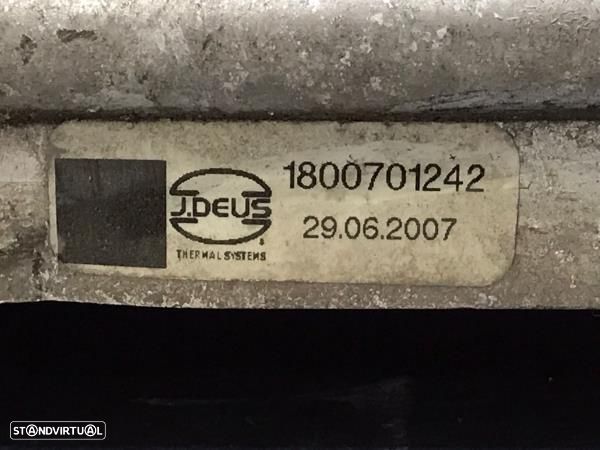 1800701242
J.DEUS
29.06.2007
THERMAL SYSTEMS
STANDVIRTUAL